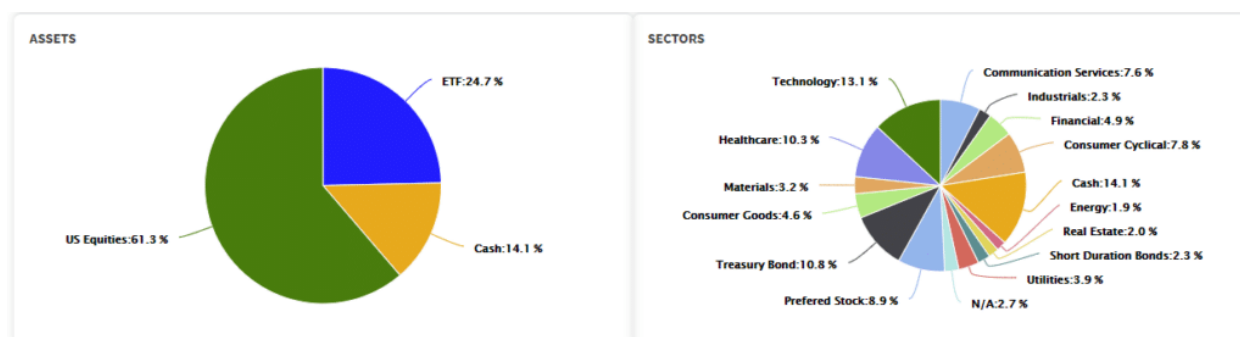 ASSETS
ETF:24.7 %
US Equities:61.3 %
Cash:14.1 %
SECTORS
Technology:13.1 %
Communication Services:7.6 %
Industrials:2.3 %
Financial:4.9 %
Healthcare:10.3 %
Consumer Cyclical:7.8 %
Materials:3.2 %
Cash:14.1 %
Energy:1.9 %
Consumer Goods:4.6 %
Real Estate:2.0 %
Short Duration Bonds:2.3 %
Treasury Bond:10.8 %
Utilities:3.9 %
Prefered Stock:8.9 %
N/A:2.7 %